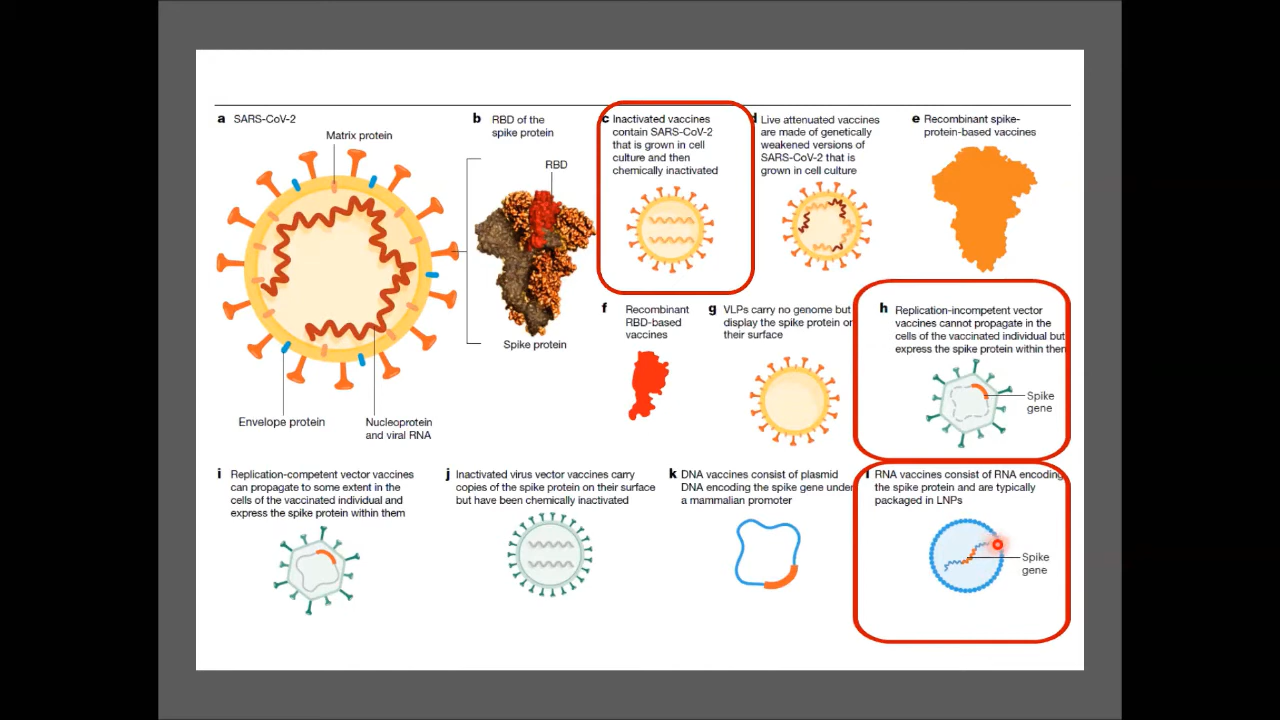 a SARS-CoV-2
Matrix protein
Envelope protein
Nucleoprotein
and viral RNA
b RBD of the
spike protein
RBD
Spike protein
c Inactivated vaccines
contain SARS-CoV-2
that is grown in cell
culture and then
chemically inactivated
d Live attenuated vaccines
are made of genetically
weakened versions of
SARS-CoV-2 that is
grown in cell culture
e Recombinant spike-
protein-based vaccines
f Recombinant
RBD-based
vaccines
g VLPs carry no genome but
display the spike protein on
their surface
h Replication-incompetent vector
vaccines cannot propagate in the
cells of the vaccinated individual but
express the spike protein within them
Spike
gene
i Replication-competent vector vaccines
can propagate to some extent in the
cells of the vaccinated individual and
express the spike protein within them
j Inactivated virus vector vaccines carry
copies of the spike protein on their surface
but have been chemically inactivated
k DNA vaccines consist of plasmid
DNA encoding the spike gene under
a mammalian promoter
l RNA vaccines consist of RNA encoding
the spike protein and are typically
packaged in LNPs
Spike
gene